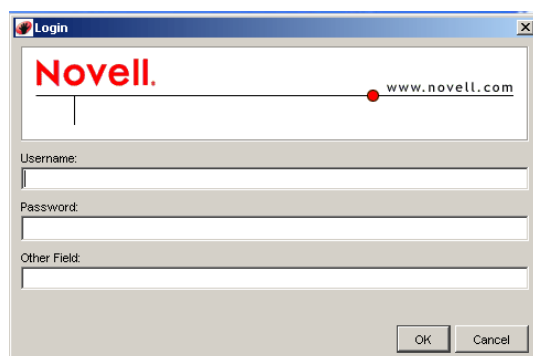 Login
Novell.
www.novell.com
Username:
Password:
Other Field:
OK Cancel